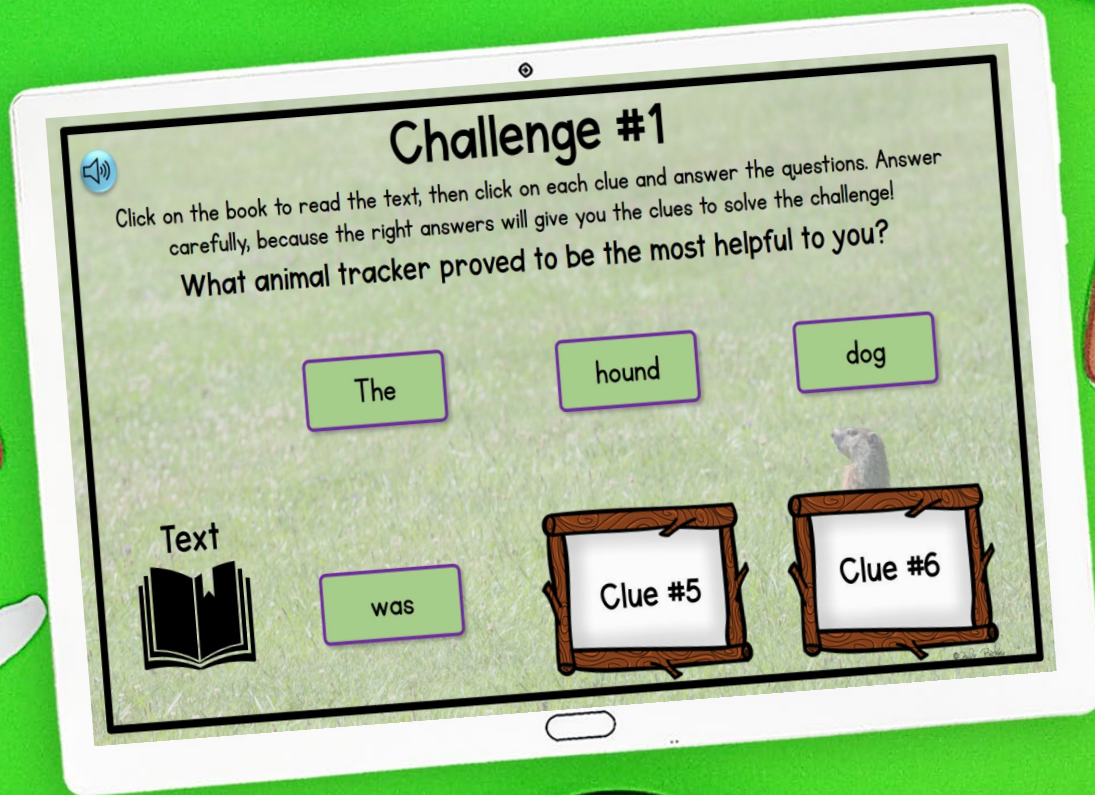 Challenge #1
Click on the book to read the text, then click on each clue and answer the questions. Answer
carefully, because the right answers will give you the clues to solve the challenge!
What animal tracker proved to be the most helpful to you?
The
hound
dog
Text
was
Clue #5
Clue #6